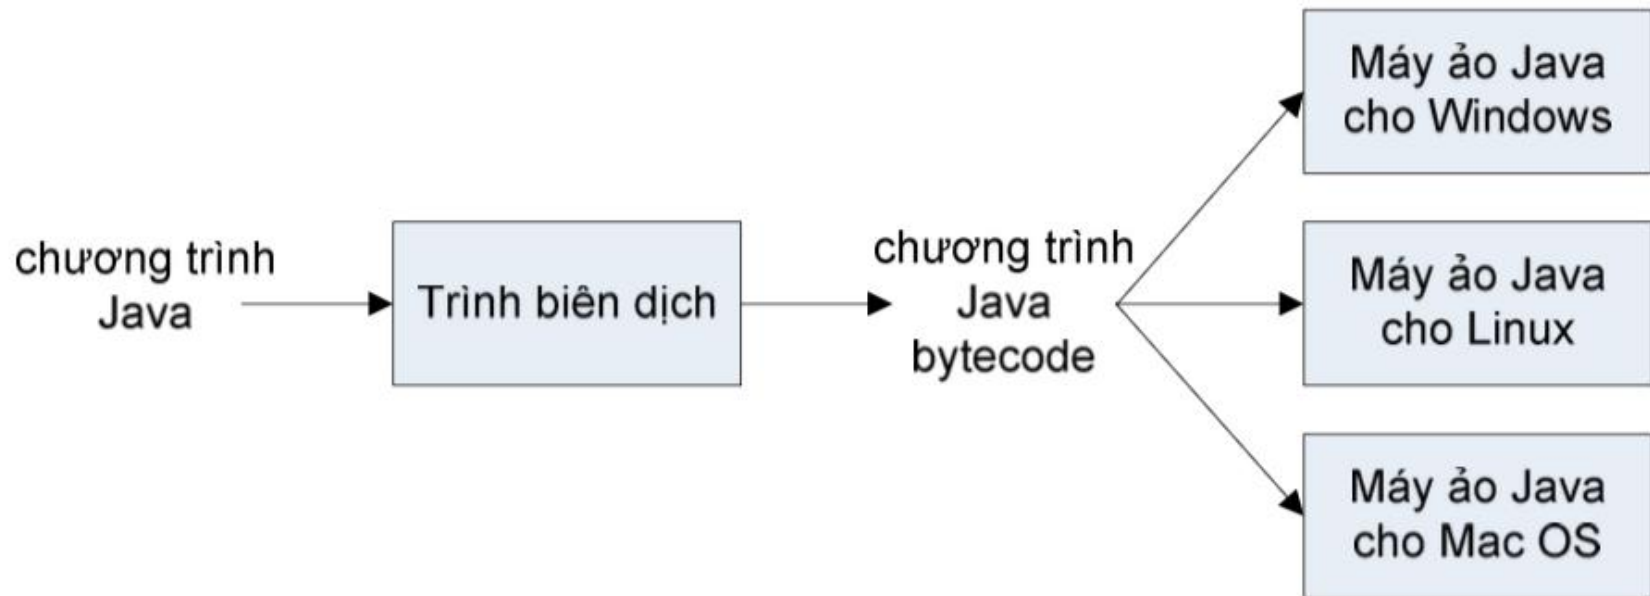 chương trình
Java
Trình biên dịch
chương trình
Java
bytecode
Máy ảo Java
cho Windows
Máy ảo Java
cho Linux
Máy ảo Java
cho Mac OS